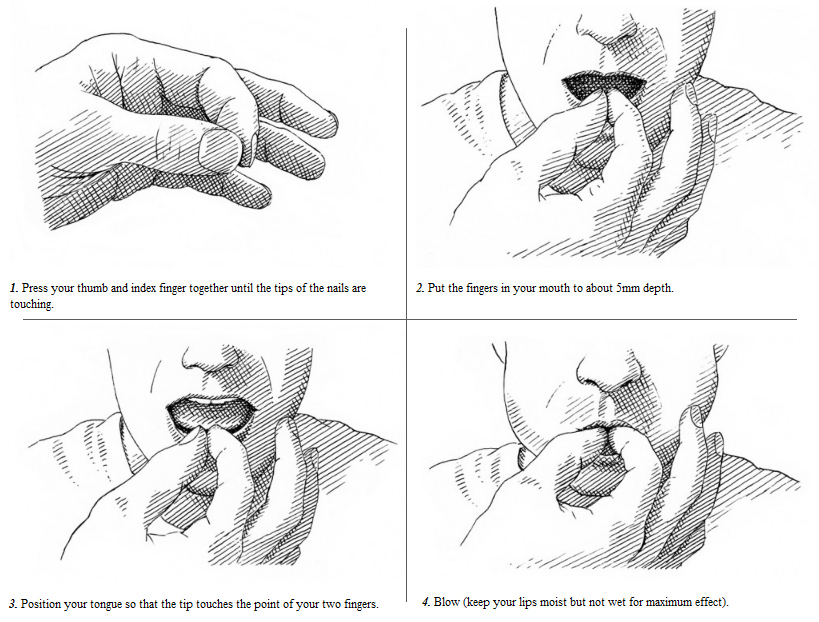 1. Press your thumb and index finger together until the tips of the nails are
touching.
2. Put the fingers in your mouth to about 5mm depth.
3. Position your tongue so that the tip touches the point of your two fingers.
4. Blow (keep your lips moist but not wet for maximum effect).